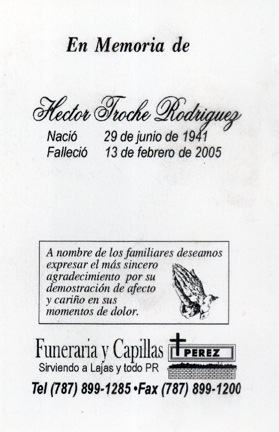 En Memoria de
Hector Troche Rodriguez
Nació 29 de junio de 1941
Falleció 13 de febrero de 2005
A nombre de los familiares deseamos
expresar el más sincero
agradecimiento por su
demostración de afecto
y cariño en sus
momentos de dolor.
Funeraria y Capillas PEREZ
Sirviendo a Lajas y todo PR
Tel (787) 899-1285 • Fax (787) 899-1200